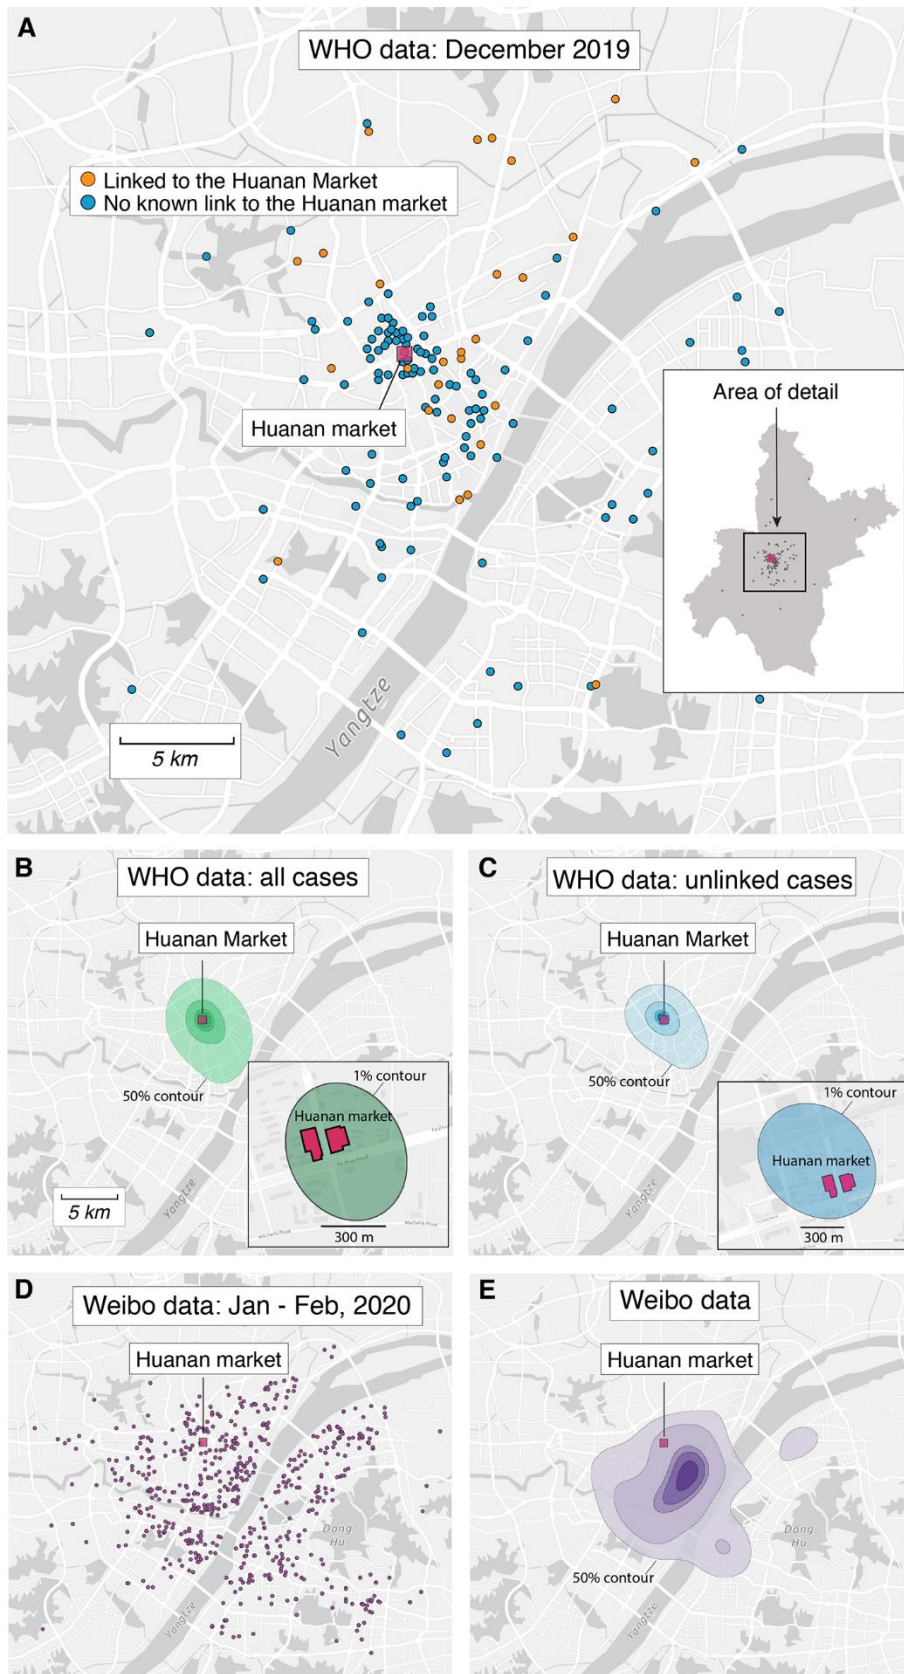 A
WHO data: December 2019
Linked to the Huanan Market
No known link to the Huanan market
Huanan market
Area of detail
Yangtze
5 km
B
WHO data: all cases
Huanan Market
50% contour
1% contour
Huanan market
5 km
Yangtze
300 m
C
WHO data: unlinked cases
Huanan Market
50% contour
1% contour
Huanan market
Yangtze
300 m
D
Weibo data: Jan - Feb, 2020
Huanan market
Dong
Hu
Yangtze
E
Weibo data
Huanan market
Dong
Hu
50% contour
Yangtze